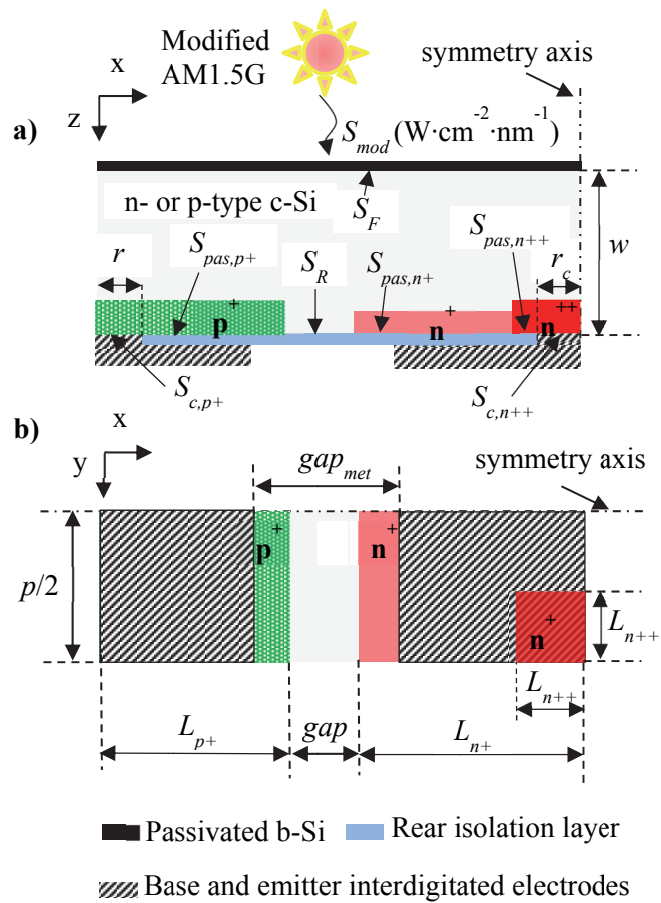 Modified
AM1.5G
symmetry axis
x
z
a)
S_mod (W·cm⁻²·nm⁻¹)
n- or p-type c-Si
S_F
w
r
S_pas,p+
S_R
S_pas,n+
S_pas,n++
r_c
p⁺
n⁺
n⁺⁺
S_c,p+
S_c,n++
b)
x
y
gap_met
symmetry axis
p⁺
n⁺
p/2
n⁺
L_n++
L_n++
L_p+
gap
L_n+
Passivated b-Si
Rear isolation layer
Base and emitter interdigitated electrodes